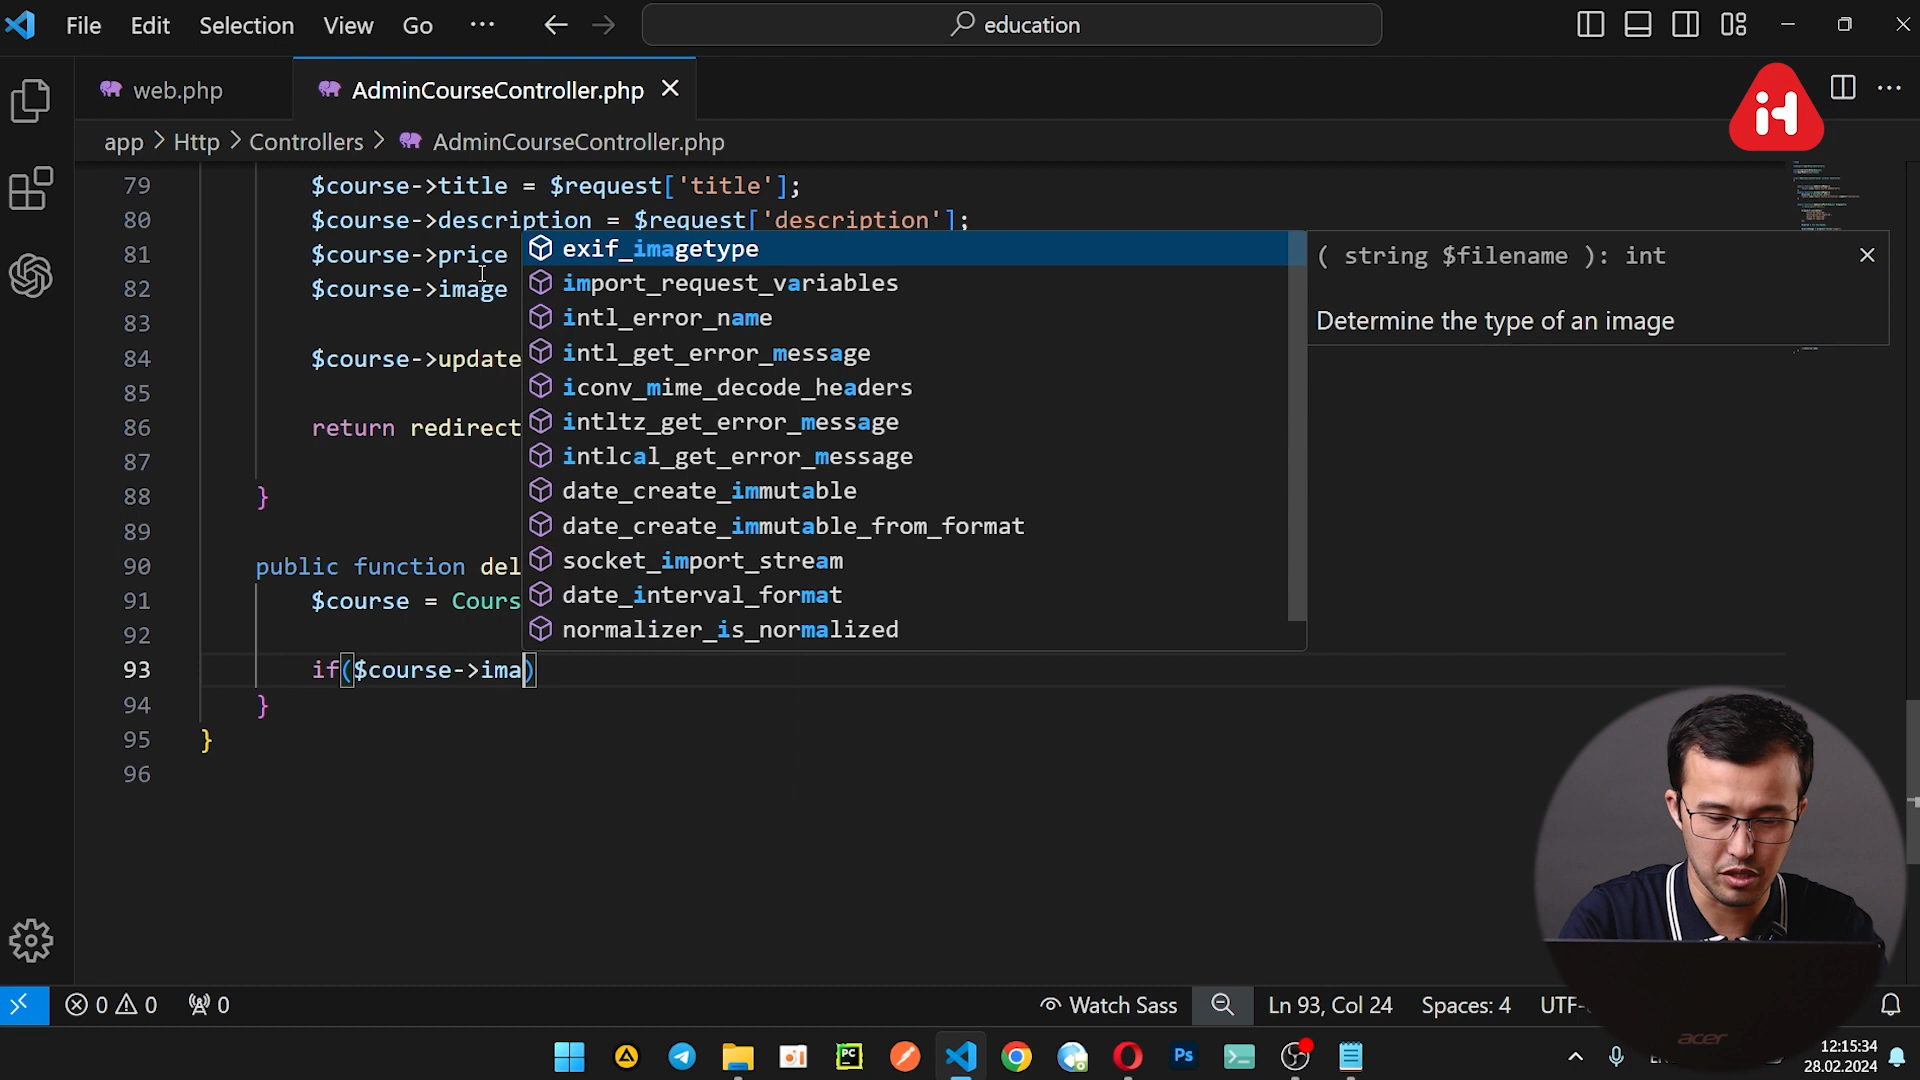 File Edit Selection View Go ··· education
web.php AdminCourseController.php
app > Http > Controllers > AdminCourseController.php
79 $course->title = $request['title'];
80 $course->description = $request['description'];
81 $course->price
82 $course->image
83
84 $course->update
85
86 return redirect
87
88 }
89
90 public function del
91 $course = Cours
92
93 if($course->ima)
94 }
95 }
96
exif_imagetype
import_request_variables
intl_error_name
intl_get_error_message
iconv_mime_decode_headers
intltz_get_error_message
intlcal_get_error_message
date_create_immutable
date_create_immutable_from_format
socket_import_stream
date_interval_format
normalizer_is_normalized
( string $filename ): int
Determine the type of an image
0 0 0 Watch Sass Ln 93, Col 24 Spaces: 4 UTF-
PC Ps
12:15:34
28.02.2024
acer